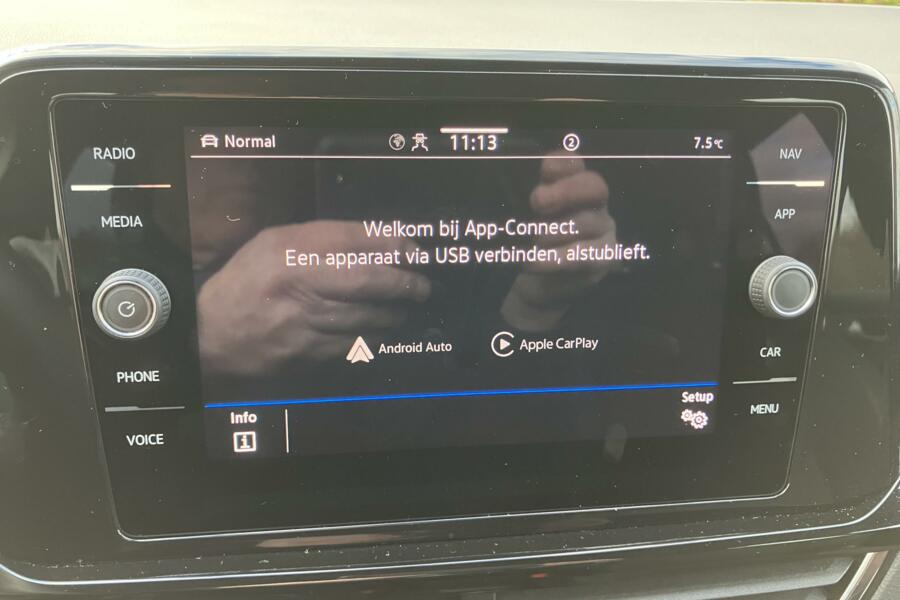 Normal 11:13 2 7.5°C
RADIO
MEDIA
PHONE
VOICE
Welkom bij App-Connect.
Een apparaat via USB verbinden, alstublieft.
Android Auto Apple CarPlay
Info
Setup
NAV
APP
CAR
MENU